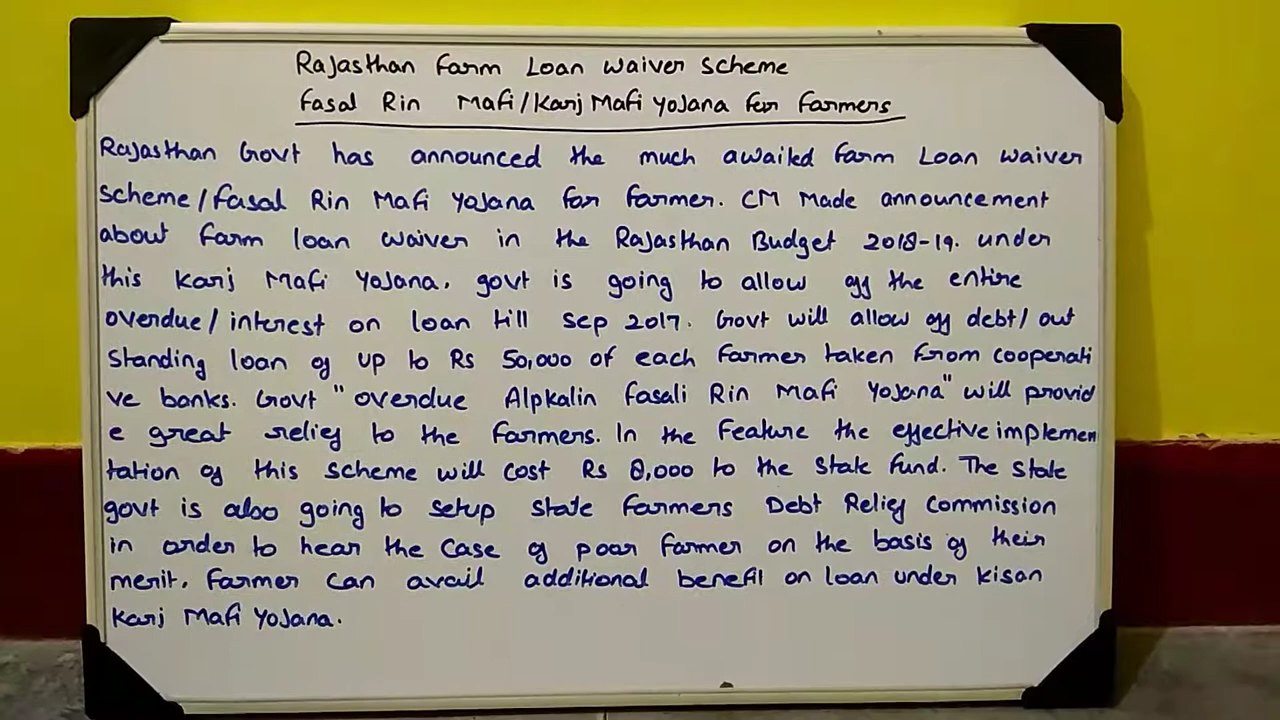 Rajasthan Farm Loan Waiver Scheme
Fasal Rin Mafi/Karj Mafi Yojana for Farmers
Rajasthan Govt has announced the much awaited Farm Loan waiver
scheme/Fasal Rin Mafi Yojana for farmer. CM Made announcement
about farm loan waiver in the Rajasthan Budget 2018-19. under
this Karj Mafi Yojana, govt is going to allow off the entire
overdue/interest on loan till Sep 2017. Govt will allow off debt/out
standing loan of up to Rs 50,000 of each Farmer taken from cooperati
ve banks. Govt "overdue Alpkalin fasali Rin Mafi Yojana" will provid
e great relief to the Farmers. In the Feature the effective implemen
tation of this scheme will cost Rs 8,000 to the state fund. The state
govt is also going to setup state Farmers Debt Relief Commission
in order to hear the case of poor farmer on the basis of their
merit. Farmer can avail additional benefit on loan under kisan
Karj Mafi Yojana.